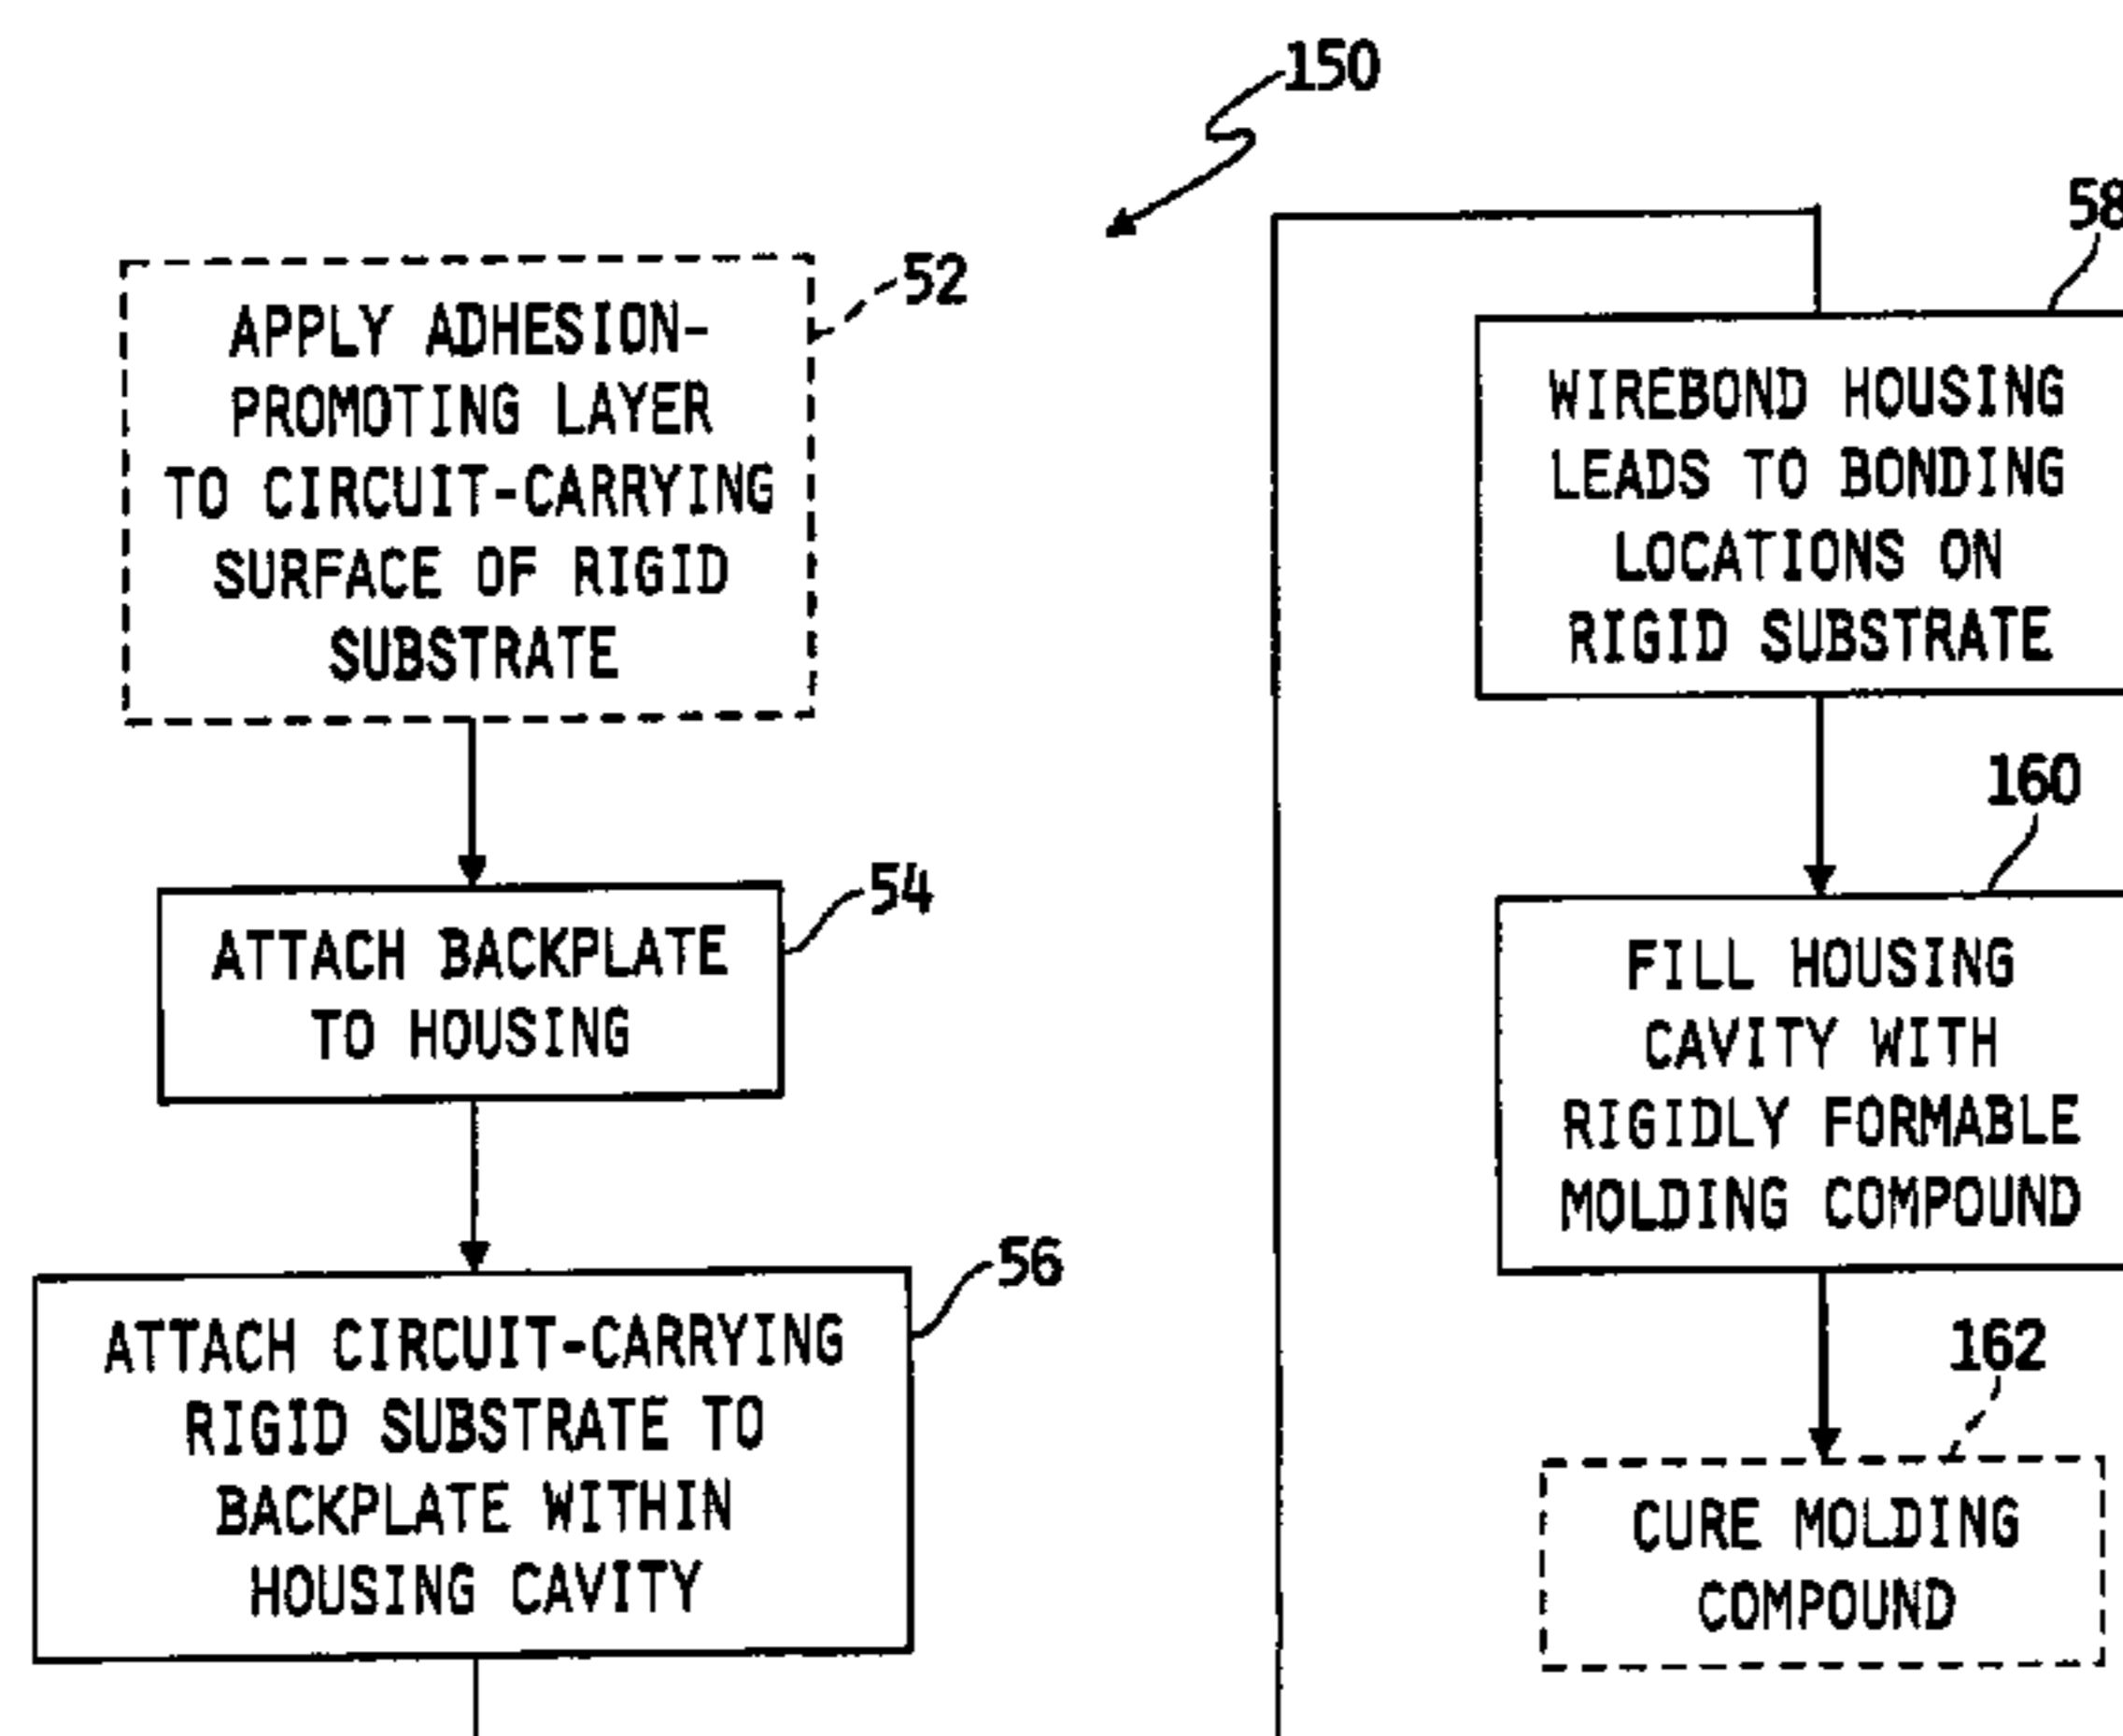 150
52
APPLY ADHESION-
PROMOTING LAYER
TO CIRCUIT-CARRYING
SURFACE OF RIGID
SUBSTRATE
54
ATTACH BACKPLATE
TO HOUSING
56
ATTACH CIRCUIT-CARRYING
RIGID SUBSTRATE TO
BACKPLATE WITHIN
HOUSING CAVITY
58
WIREBOND HOUSING
LEADS TO BONDING
LOCATIONS ON
RIGID SUBSTRATE
160
FILL HOUSING
CAVITY WITH
RIGIDLY FORMABLE
MOLDING COMPOUND
162
CURE MOLDING
COMPOUND